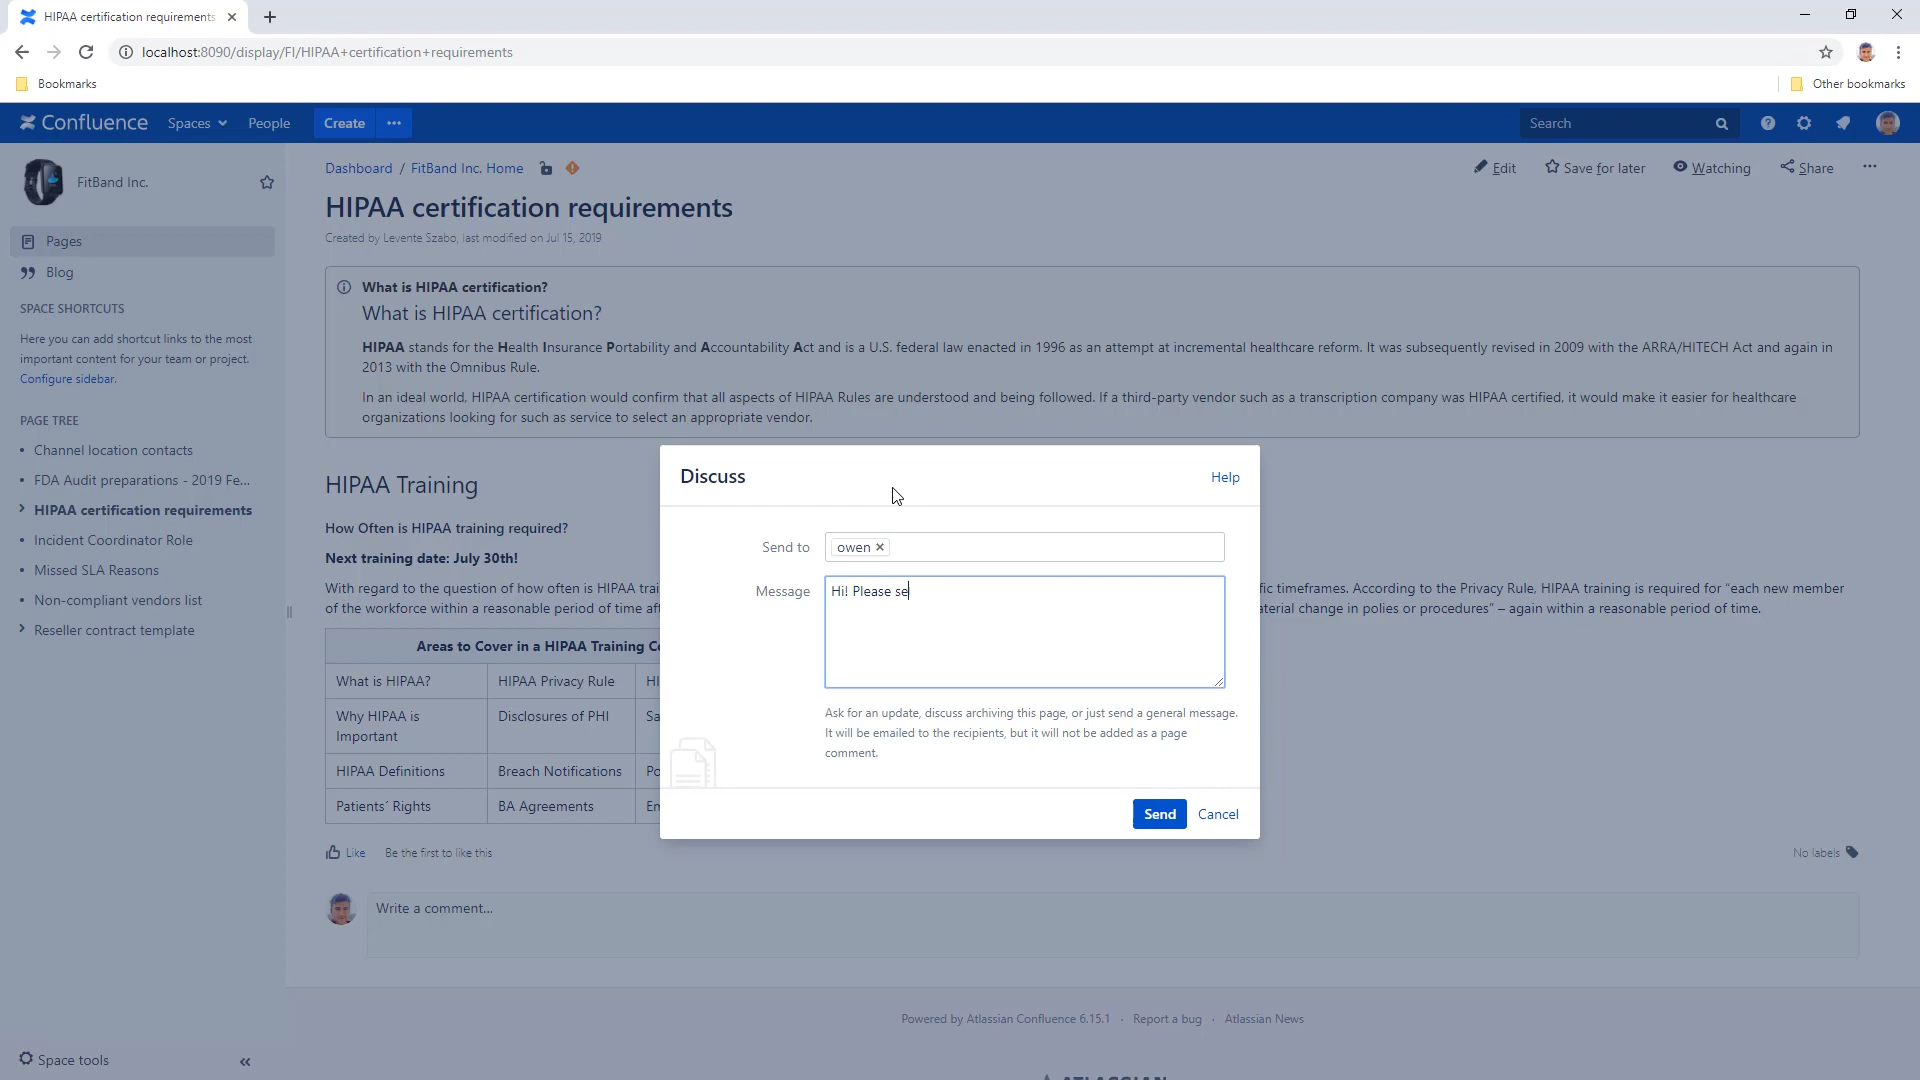 HIPAA certification requirements
localhost:8090/display/FI/HIPAA+certification+requirements
Bookmarks
Other bookmarks
Confluence
Spaces
People
Create
Search
FitBand Inc.
Pages
Blog
SPACE SHORTCUTS
Here you can add shortcut links to the most
important content for your team or project.
Configure sidebar.
PAGE TREE
Channel location contacts
FDA Audit preparations - 2019 Fe...
HIPAA certification requirements
Incident Coordinator Role
Missed SLA Reasons
Non-compliant vendors list
Reseller contract template
Space tools
Dashboard / FitBand Inc. Home
Edit
Save for later
Watching
Share
HIPAA certification requirements
Created by Levente Szabo, last modified on Jul 15, 2019
What is HIPAA certification?
What is HIPAA certification?
HIPAA stands for the Health Insurance Portability and Accountability Act and is a U.S. federal law enacted in 1996 as an attempt at incremental healthcare reform. It was subsequently revised in 2009 with the ARRA/HITECH Act and again in
2013 with the Omnibus Rule.
In an ideal world, HIPAA certification would confirm that all aspects of HIPAA Rules are understood and being followed. If a third-party vendor such as a transcription company was HIPAA certified, it would make it easier for healthcare
organizations looking for such as service to select an appropriate vendor.
HIPAA Training
How Often is HIPAA training required?
Next training date: July 30th!
With regard to the question of how often is HIPAA trai
fic timeframes. According to the Privacy Rule, HIPAA training is required for “each new member
of the workforce within a reasonable period of time aft
terial change in polies or procedures” – again within a reasonable period of time.
Areas to Cover in a HIPAA Training Co
What is HIPAA?
HIPAA Privacy Rule
HI
Why HIPAA is
Important
Disclosures of PHI
Sa
HIPAA Definitions
Breach Notifications
Po
Patients´ Rights
BA Agreements
Em
Discuss
Help
Send to
owen
Message
Hi! Please se
Ask for an update, discuss archiving this page, or just send a general message.
It will be emailed to the recipients, but it will not be added as a page
comment.
Send
Cancel
Like
Be the first to like this
No labels
Write a comment...
Powered by Atlassian Confluence 6.15.1 · Report a bug · Atlassian News
ATLASSIAN